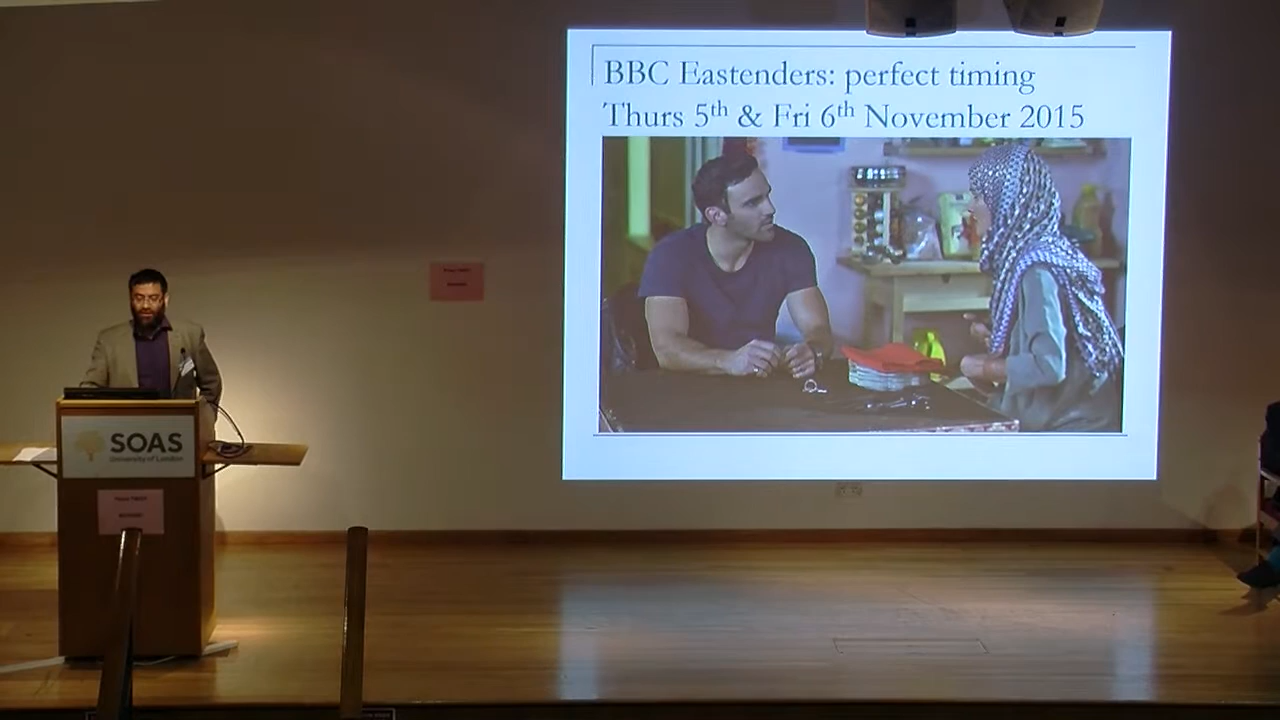 BBC Eastenders: perfect timing
Thurs 5th & Fri 6th November 2015
SOAS
University of London